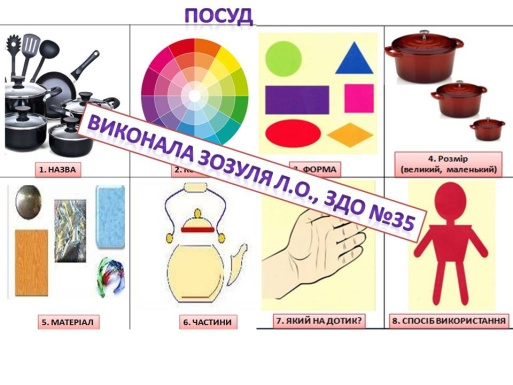 ПОСУД
1. НАЗВА
3. ФОРМА
4. Розмір
(великий, маленький)
ВИКОНАЛА ЗОЗУЛЯ Л.О., ЗДО №35
5. МАТЕРІАЛ
6. ЧАСТИНИ
7. ЯКИЙ НА ДОТИК?
8. СПОСІБ ВИКОРИСТАННЯ